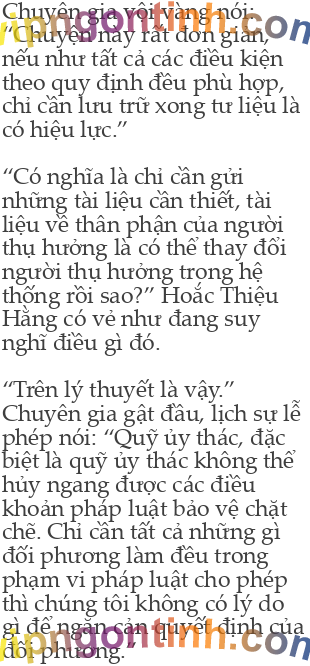 Chuyên gia vội vàng nói:
“Chuyện này rất đơn giản,
nếu như tất cả các điều kiện
theo quy định đều phù hợp,
chỉ cần lưu trữ xong tư liệu là
có hiệu lực.”
“Có nghĩa là chỉ cần gửi
những tài liệu cần thiết, tài
liệu về thân phận của người
thụ hưởng là có thể thay đổi
người thụ hưởng trong hệ
thống rồi sao?” Hoắc Thiệu
Hằng có vẻ như đang suy
nghĩ điều gì đó.
“Trên lý thuyết là vậy.”
Chuyên gia gật đầu, lịch sự lễ
phép nói: “Quỹ ủy thác, đặc
biệt là quỹ ủy thác không thể
hủy ngang được các điều
khoản pháp luật bảo vệ chặt
chẽ. Chỉ cần tất cả những gì
đối phương làm đều trong
phạm vi pháp luật cho phép
thì chúng tôi không có lý do
gì để ngăn cản quyết định của
đối phương.”
vipngontinh.com
vipngontinh.com